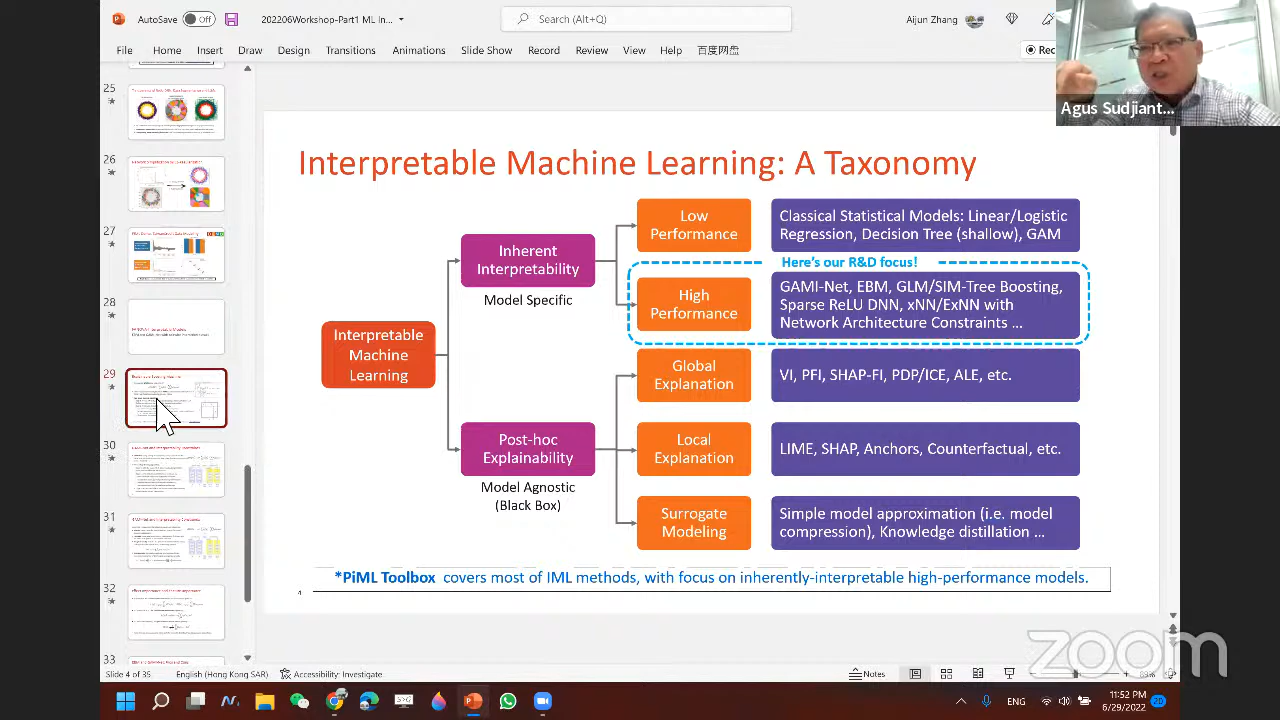 AutoSave
Off
202206Workshop-Part1 ML In...
Search (Alt+Q)
Aijun Zhang
File Home Insert Draw Design Transitions Animations Slide Show Record Review View Help 百度网盘
Rec
Agus Sudjiant...
25
26
27
28
29
30
31
32
33
Interpretable Machine Learning: A Taxonomy
Interpretable
Machine
Learning
Inherent
Interpretability
Model Specific
Low
Performance
Classical Statistical Models: Linear/Logistic
Regression, Decision Tree (shallow), GAM
Here's our R&D focus!
High
Performance
GAMI-Net, EBM, GLM/SIM-Tree Boosting,
Sparse ReLU DNN, xNN/ExNN with
Network Architecture Constraints ...
Post-hoc
Explainability
Model Agnostic
(Black Box)
Global
Explanation
VI, PFI, SHAP-FI, PDP/ICE, ALE, etc.
Local
Explanation
LIME, SHAP, Anchors, Counterfactual, etc.
Surrogate
Modeling
Simple model approximation (i.e. model
compression), Knowledge distillation ...
*PiML Toolbox covers most of IML methods, with focus on inherently-interpretable high-performance models.
4
zoom
Slide 4 of 35
English (Hong Kong SAR)
Accessibility: Investigate
Notes
ENG
11:52 PM
6/29/2022